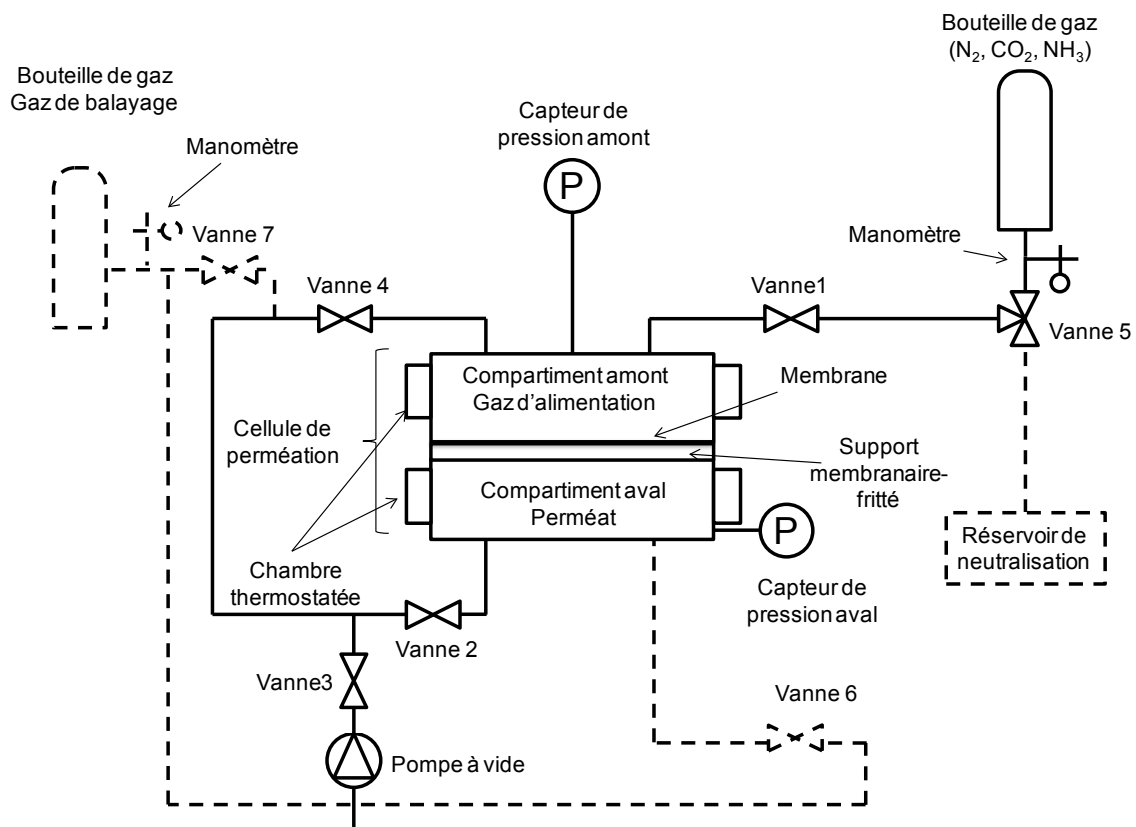 Bouteille de gaz
(N2, CO2, NH3)
Bouteille de gaz
Gaz de balayage
Capteur de
pression amont
Manomètre
P
Vanne 7
Manomètre
Vanne 4
Vanne1
Vanne 5
Compartiment amont
Gaz d'alimentation
Membrane
Cellule de
perméation
Support
membranaire-
fritté
Compartiment aval
Perméat
P
Réservoir de
neutralisation
Chambre
thermostatée
Capteur de
pression aval
Vanne 2
Vanne3
Vanne 6
Pompe à vide